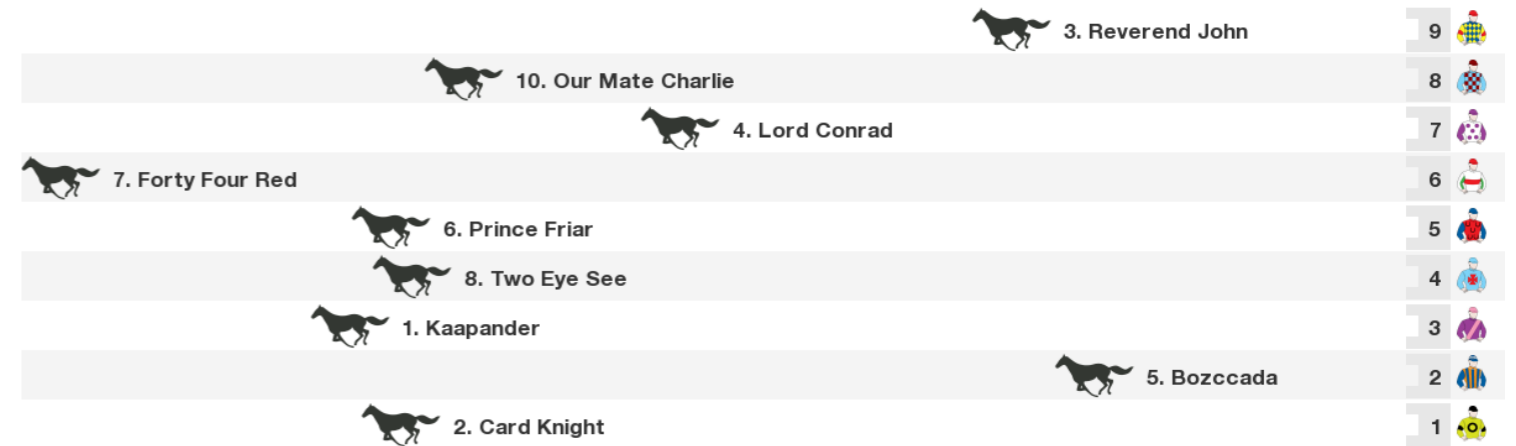 3. Reverend John 9
10. Our Mate Charlie 8
4. Lord Conrad 7
7. Forty Four Red 6
6. Prince Friar 5
8. Two Eye See 4
1. Kaapander 3
5. Bozccada 2
2. Card Knight 1